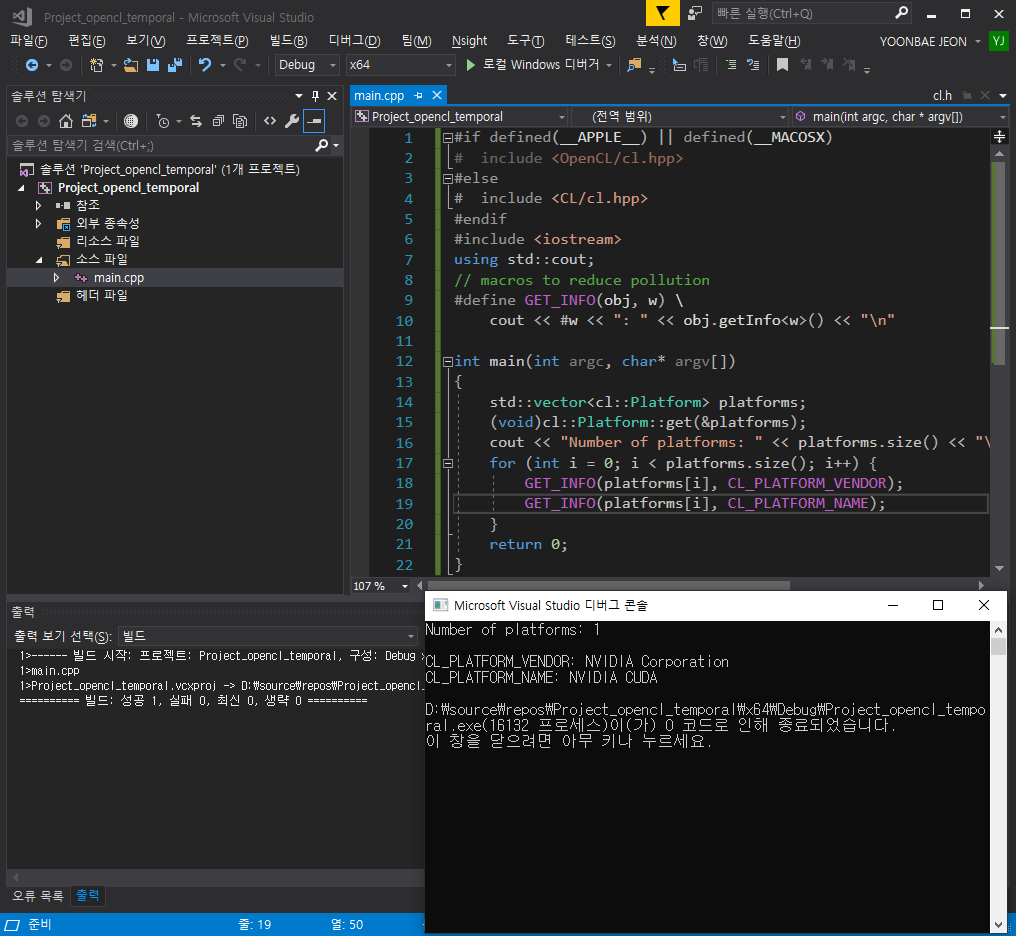 Project_opencl_temporal - Microsoft Visual Studio
빠른 실행(Ctrl+Q)
파일(F) 편집(E) 보기(V) 프로젝트(P) 빌드(B) 디버그(D) 팀(M) Nsight 도구(T) 테스트(S) 분석(N) 창(W) 도움말(H) YOONBAE JEON YJ
Debug x64 로컬 Windows 디버거
솔루션 탐색기
솔루션 탐색기 검색(Ctrl+;)
솔루션 'Project_opencl_temporal' (1개 프로젝트)
Project_opencl_temporal
참조
외부 종속성
리소스 파일
소스 파일
main.cpp
헤더 파일
main.cpp cl.h
Project_opencl_temporal (전역 범위) main(int argc, char * argv[])
1 #if defined(__APPLE__) || defined(__MACOSX)
2 #  include <OpenCL/cl.hpp>
3 #else
4 #  include <CL/cl.hpp>
5 #endif
6 #include <iostream>
7 using std::cout;
8 // macros to reduce pollution
9 #define GET_INFO(obj, w) \
10     cout << #w << ": " << obj.getInfo<w>() << "\n"
11
12 int main(int argc, char* argv[])
13 {
14     std::vector<cl::Platform> platforms;
15     (void)cl::Platform::get(&platforms);
16     cout << "Number of platforms: " << platforms.size() << "\
17     for (int i = 0; i < platforms.size(); i++) {
18         GET_INFO(platforms[i], CL_PLATFORM_VENDOR);
19         GET_INFO(platforms[i], CL_PLATFORM_NAME);
20     }
21     return 0;
22 }
107 %
출력
출력 보기 선택(S): 빌드
1>------ 빌드 시작: 프로젝트: Project_opencl_temporal, 구성: Debug
1>main.cpp
1>Project_opencl_temporal.vcxproj -> D:₩source₩repos₩Project_opencl_
========== 빌드: 성공 1, 실패 0, 최신 0, 생략 0 ==========
오류 목록 출력
준비 줄: 19 열: 50
Microsoft Visual Studio 디버그 콘솔
Number of platforms: 1
CL_PLATFORM_VENDOR: NVIDIA Corporation
CL_PLATFORM_NAME: NVIDIA CUDA
D:₩source₩repos₩Project_opencl_temporal₩x64₩Debug₩Project_opencl_tempo
ral.exe(16132 프로세스)이(가) 0 코드로 인해 종료되었습니다.
이 창을 닫으려면 아무 키나 누르세요.